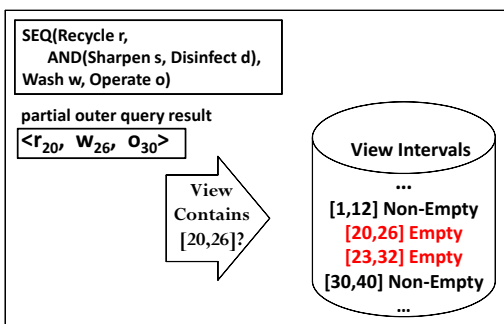 SEQ(Recycle r,
AND(Sharpen s, Disinfect d),
Wash w, Operate o)
partial outer query result
<r20, w26, o30>
View
Contains
[20,26]?
View Intervals
...
[1,12] Non-Empty
[20,26] Empty
[23,32] Empty
[30,40] Non-Empty
...